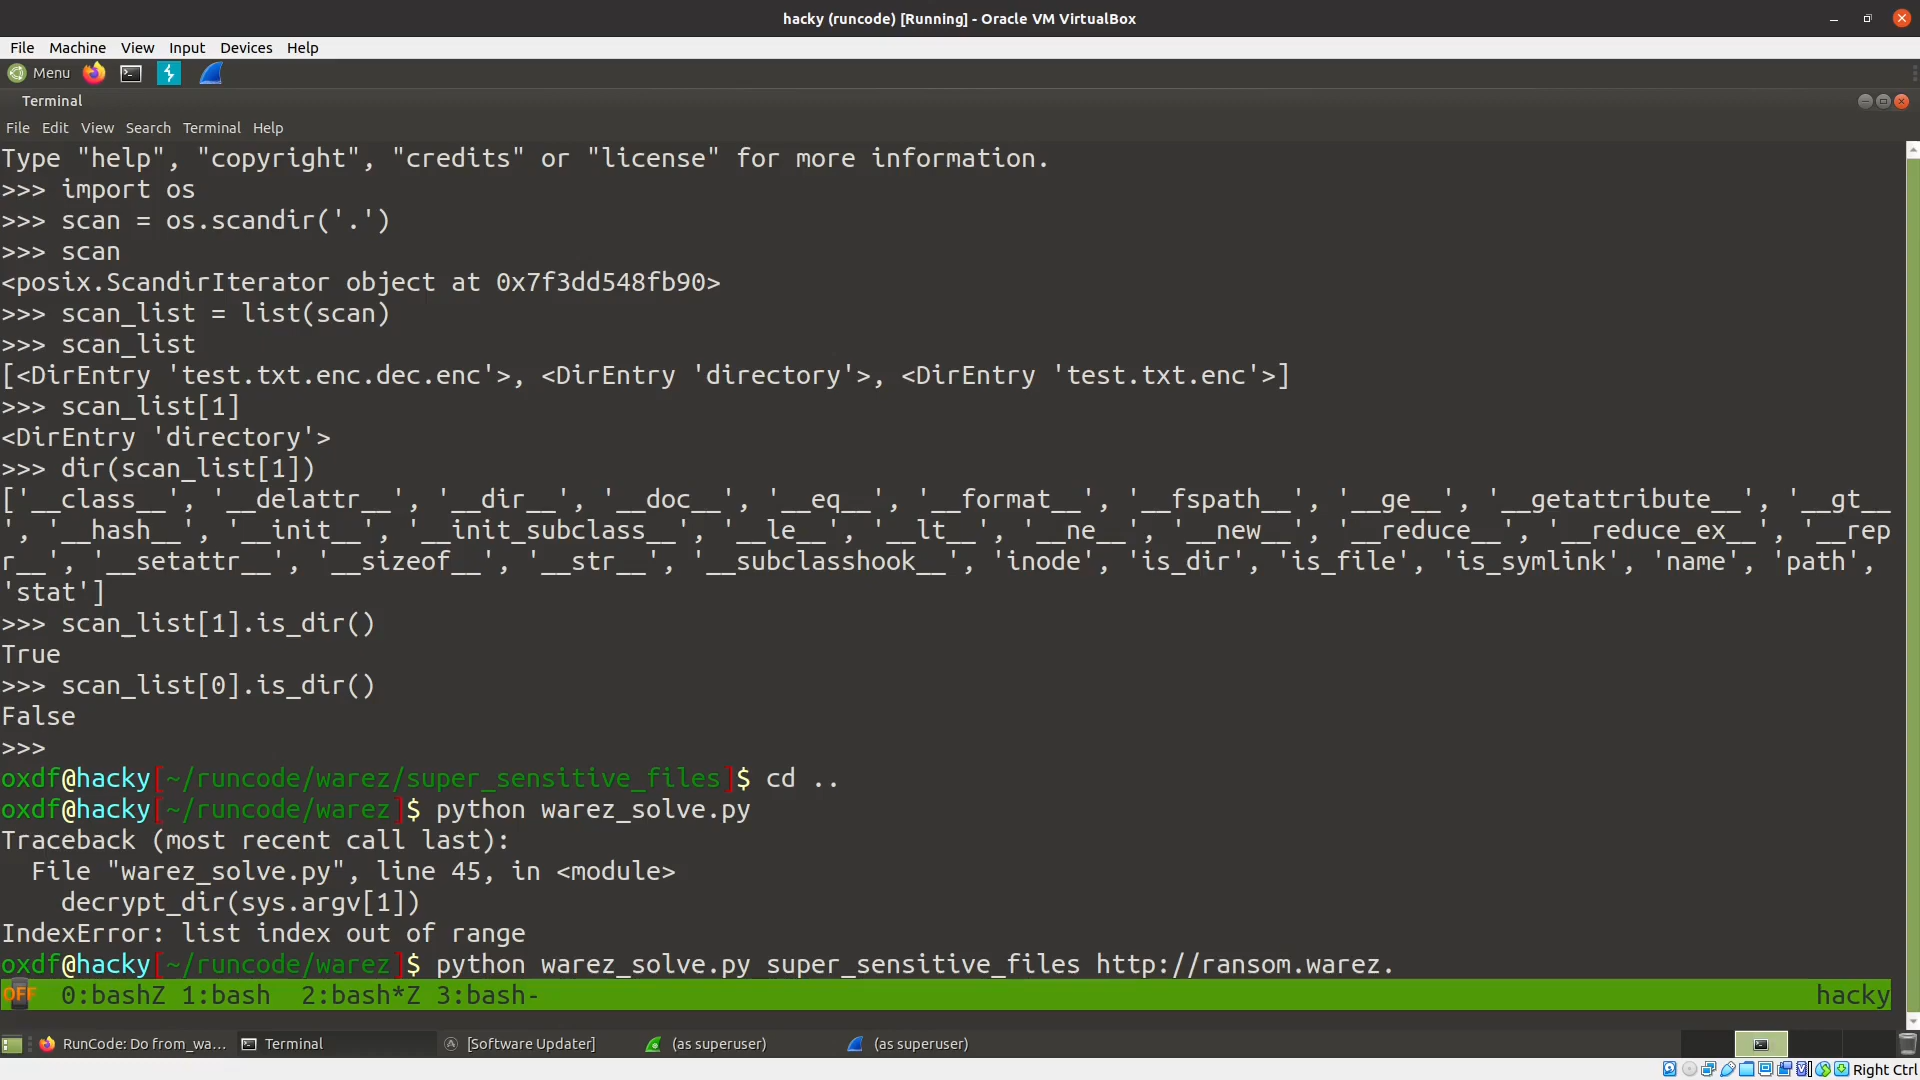 hacky (runcode) [Running] - Oracle VM VirtualBox
File Machine View Input Devices Help
Menu
Terminal
File Edit View Search Terminal Help
Type "help", "copyright", "credits" or "license" for more information.
>>> import os
>>> scan = os.scandir('.')
>>> scan
<posix.ScandirIterator object at 0x7f3dd548fb90>
>>> scan_list = list(scan)
>>> scan_list
[<DirEntry 'test.txt.enc.dec.enc'>, <DirEntry 'directory'>, <DirEntry 'test.txt.enc'>]
>>> scan_list[1]
<DirEntry 'directory'>
>>> dir(scan_list[1])
['__class__', '__delattr__', '__dir__', '__doc__', '__eq__', '__format__', '__fspath__', '__ge__', '__getattribute__', '__gt__
', '__hash__', '__init__', '__init_subclass__', '__le__', '__lt__', '__ne__', '__new__', '__reduce__', '__reduce_ex__', '__rep
r__', '__setattr__', '__sizeof__', '__str__', '__subclasshook__', 'inode', 'is_dir', 'is_file', 'is_symlink', 'name', 'path',
'stat']
>>> scan_list[1].is_dir()
True
>>> scan_list[0].is_dir()
False
>>>
oxdf@hacky[~/runcode/warez/super_sensitive_files]$ cd ..
oxdf@hacky[~/runcode/warez]$ python warez_solve.py
Traceback (most recent call last):
  File "warez_solve.py", line 45, in <module>
    decrypt_dir(sys.argv[1])
IndexError: list index out of range
oxdf@hacky[~/runcode/warez]$ python warez_solve.py super_sensitive_files http://ransom.warez.
OFF 0:bashZ 1:bash 2:bash*Z 3:bash- hacky
RunCode: Do from_wa... Terminal [Software Updater] (as superuser) (as superuser)
Right Ctrl